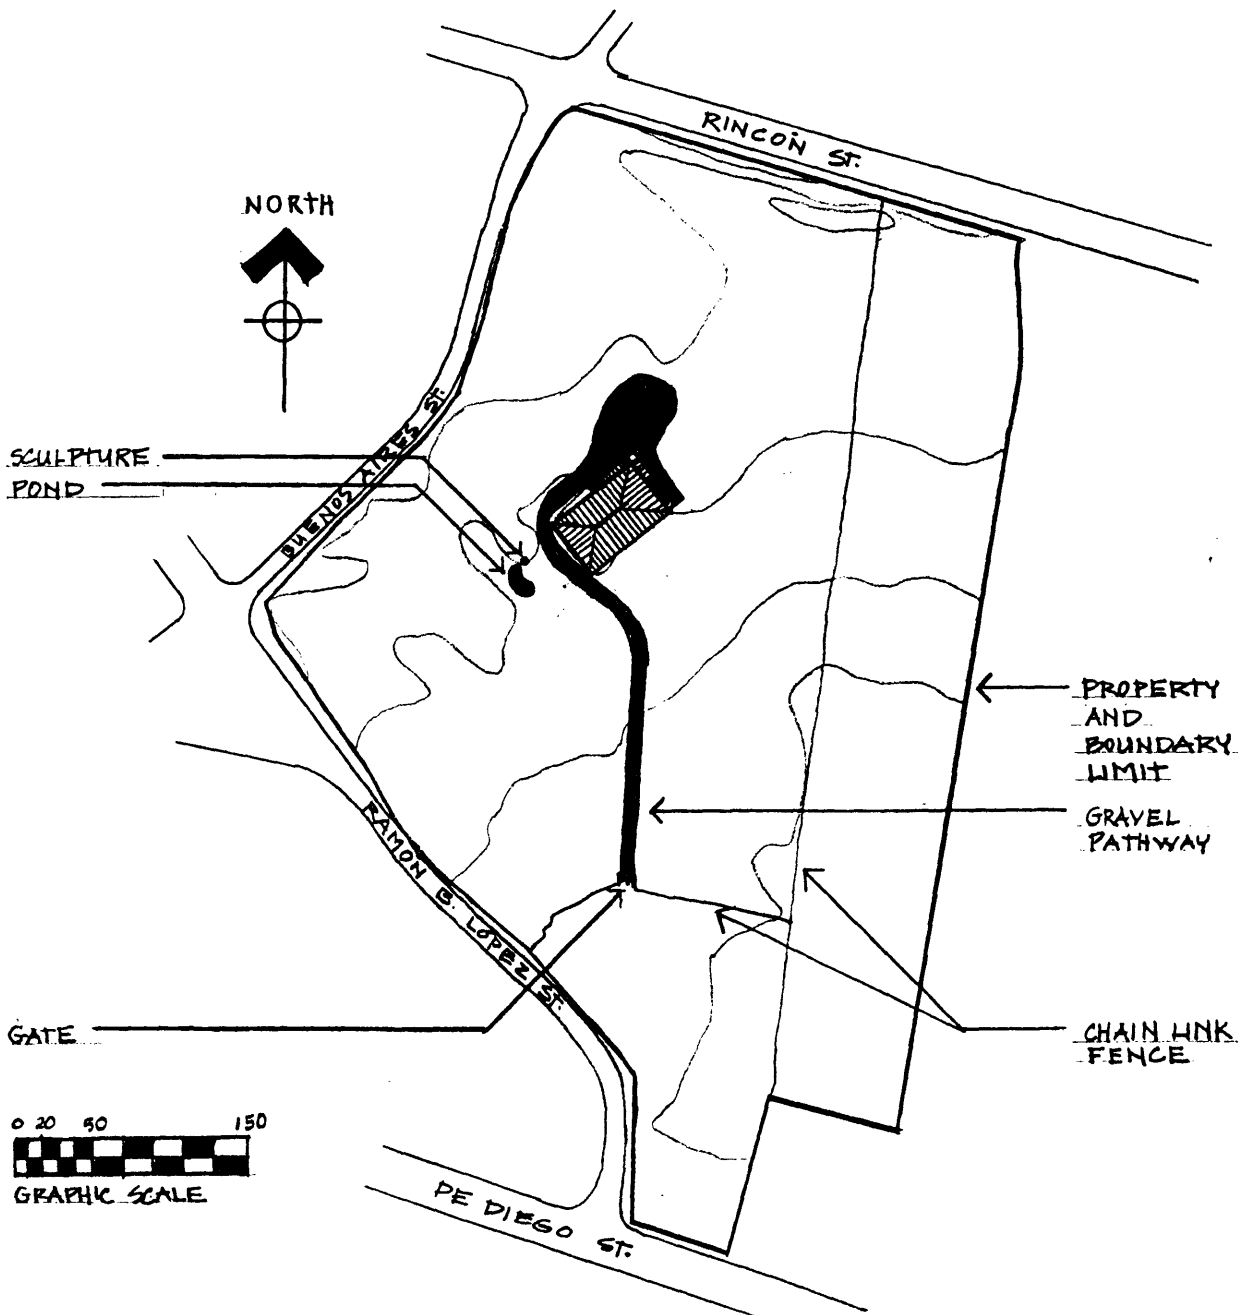 RINCON ST.
NORTH
BUENOS AIRES ST.
SCULPTURE
POND
PROPERTY
AND
BOUNDARY
LIMIT
GRAVEL
PATHWAY
RAMON B. LOPEZ ST.
GATE
CHAIN LINK
FENCE
0 20 50 150
GRAPHIC SCALE
DE DIEGO ST.